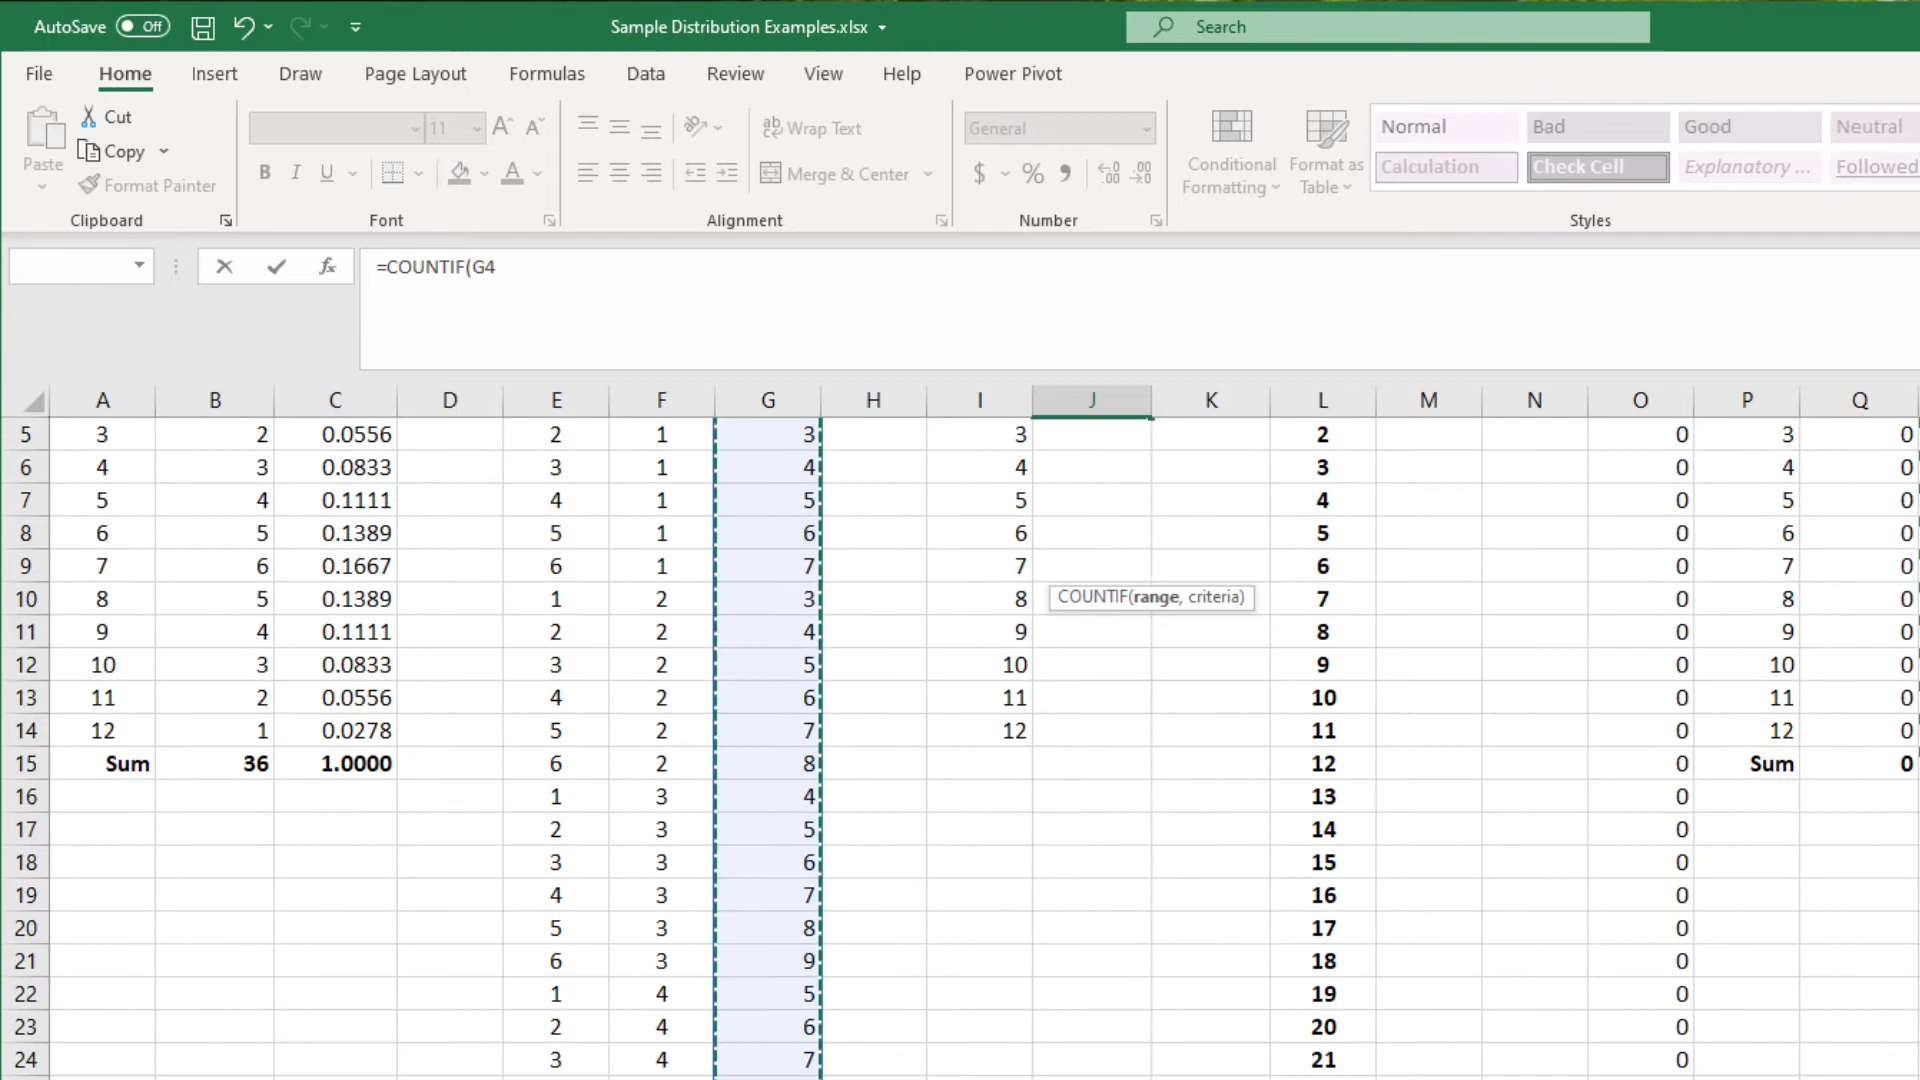 AutoSave Off Sample Distribution Examples.xlsx Search
File Home Insert Draw Page Layout Formulas Data Review View Help Power Pivot
Paste
Cut
Copy
Format Painter
Clipboard
11
B I U A
Font
ab Wrap Text
Merge & Center
Alignment
General
$ % ,
Number
Conditional Formatting
Format as Table
Normal Bad Good Neutral
Calculation Check Cell Explanatory ... Followed
Styles
fx =COUNTIF(G4
A B C D E F G H I J K L M N O P Q
5 3 2 0.0556 2 1 3 3 2 0 3 0
6 4 3 0.0833 3 1 4 4 3 0 4 0
7 5 4 0.1111 4 1 5 5 4 0 5 0
8 6 5 0.1389 5 1 6 6 5 0 6 0
9 7 6 0.1667 6 1 7 7 6 0 7 0
10 8 5 0.1389 1 2 3 8 COUNTIF(range, criteria) 7 0 8 0
11 9 4 0.1111 2 2 4 9 8 0 9 0
12 10 3 0.0833 3 2 5 10 9 0 10 0
13 11 2 0.0556 4 2 6 11 10 0 11 0
14 12 1 0.0278 5 2 7 12 11 0 12 0
15 Sum 36 1.0000 6 2 8 12 0 Sum 0
16 1 3 4 13 0
17 2 3 5 14 0
18 3 3 6 15 0
19 4 3 7 16 0
20 5 3 8 17 0
21 6 3 9 18 0
22 1 4 5 19 0
23 2 4 6 20 0
24 3 4 7 21 0